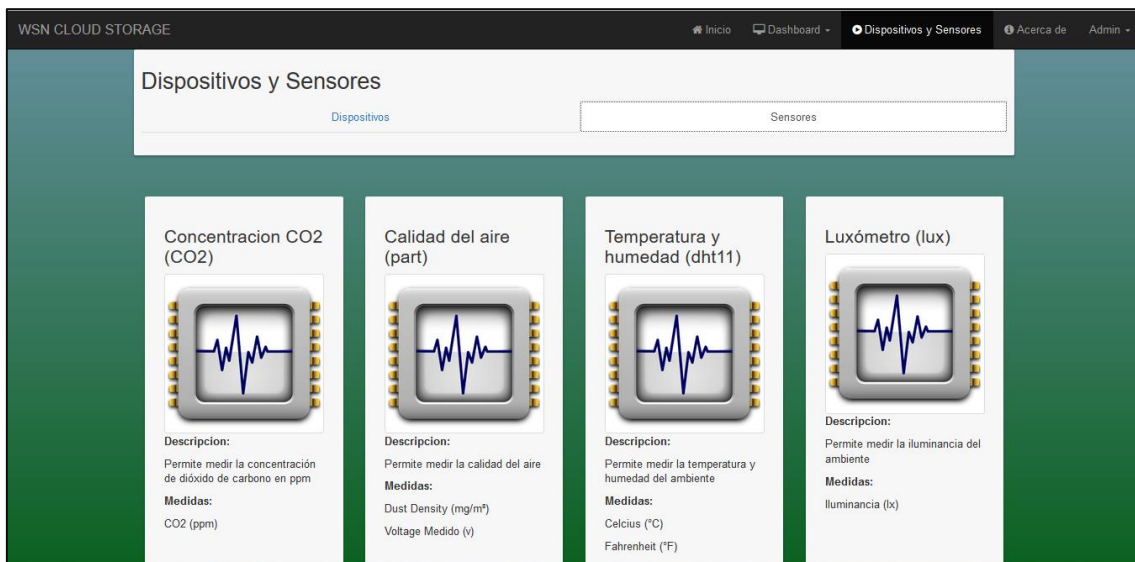 WSN CLOUD STORAGE
Inicio
Dashboard
Dispositivos y Sensores
Acerca de
Admin
Dispositivos y Sensores
Dispositivos
Sensores
Concentracion CO2
(CO2)
Descripcion:
Permite medir la concentración
de dióxido de carbono en ppm
Medidas:
CO2 (ppm)
Calidad del aire
(part)
Descripcion:
Permite medir la calidad del aire
Medidas:
Dust Density (mg/m³)
Voltage Medido (v)
Temperatura y
humedad (dht11)
Descripcion:
Permite medir la temperatura y
humedad del ambiente
Medidas:
Celcius (°C)
Fahrenheit (°F)
Luxómetro (lux)
Descripcion:
Permite medir la iluminancia del
ambiente
Medidas:
Iluminancia (lx)